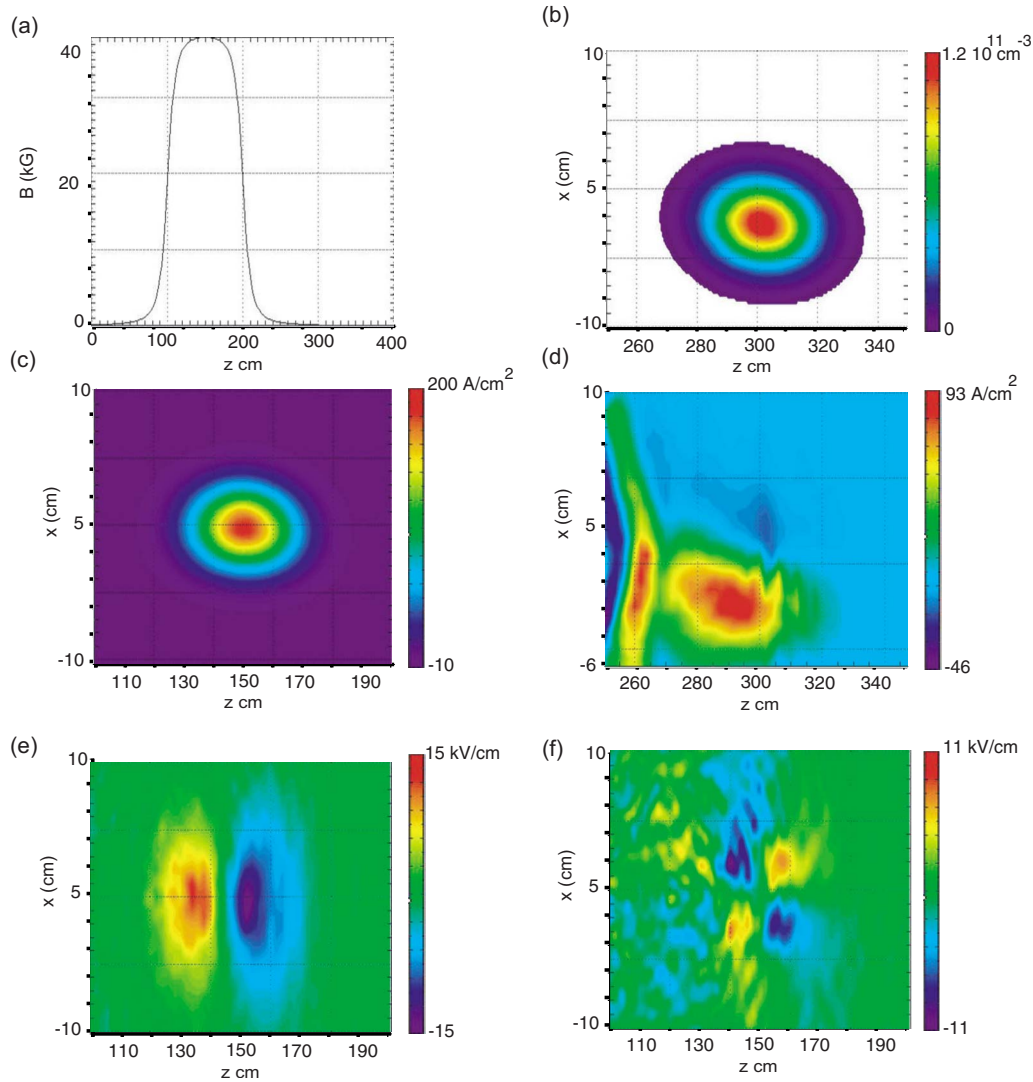 (a)
40
20
0
B (kG)
0 100 200 300 400
z cm
(b)
10
5
-10
x (cm)
260 280 300 320 340
z cm
1.2 10^11 -3 cm
0
(c)
10
5
-10
x (cm)
110 130 150 170 190
z cm
200 A/cm^2
-10
(d)
10
5
-6
x (cm)
260 280 300 320 340
z cm
93 A/cm^2
-46
(e)
10
5
-10
x (cm)
110 130 150 170 190
z cm
15 kV/cm
-15
(f)
10
5
-10
x (cm)
110 120 150 170 190
z cm
11 kV/cm
-11